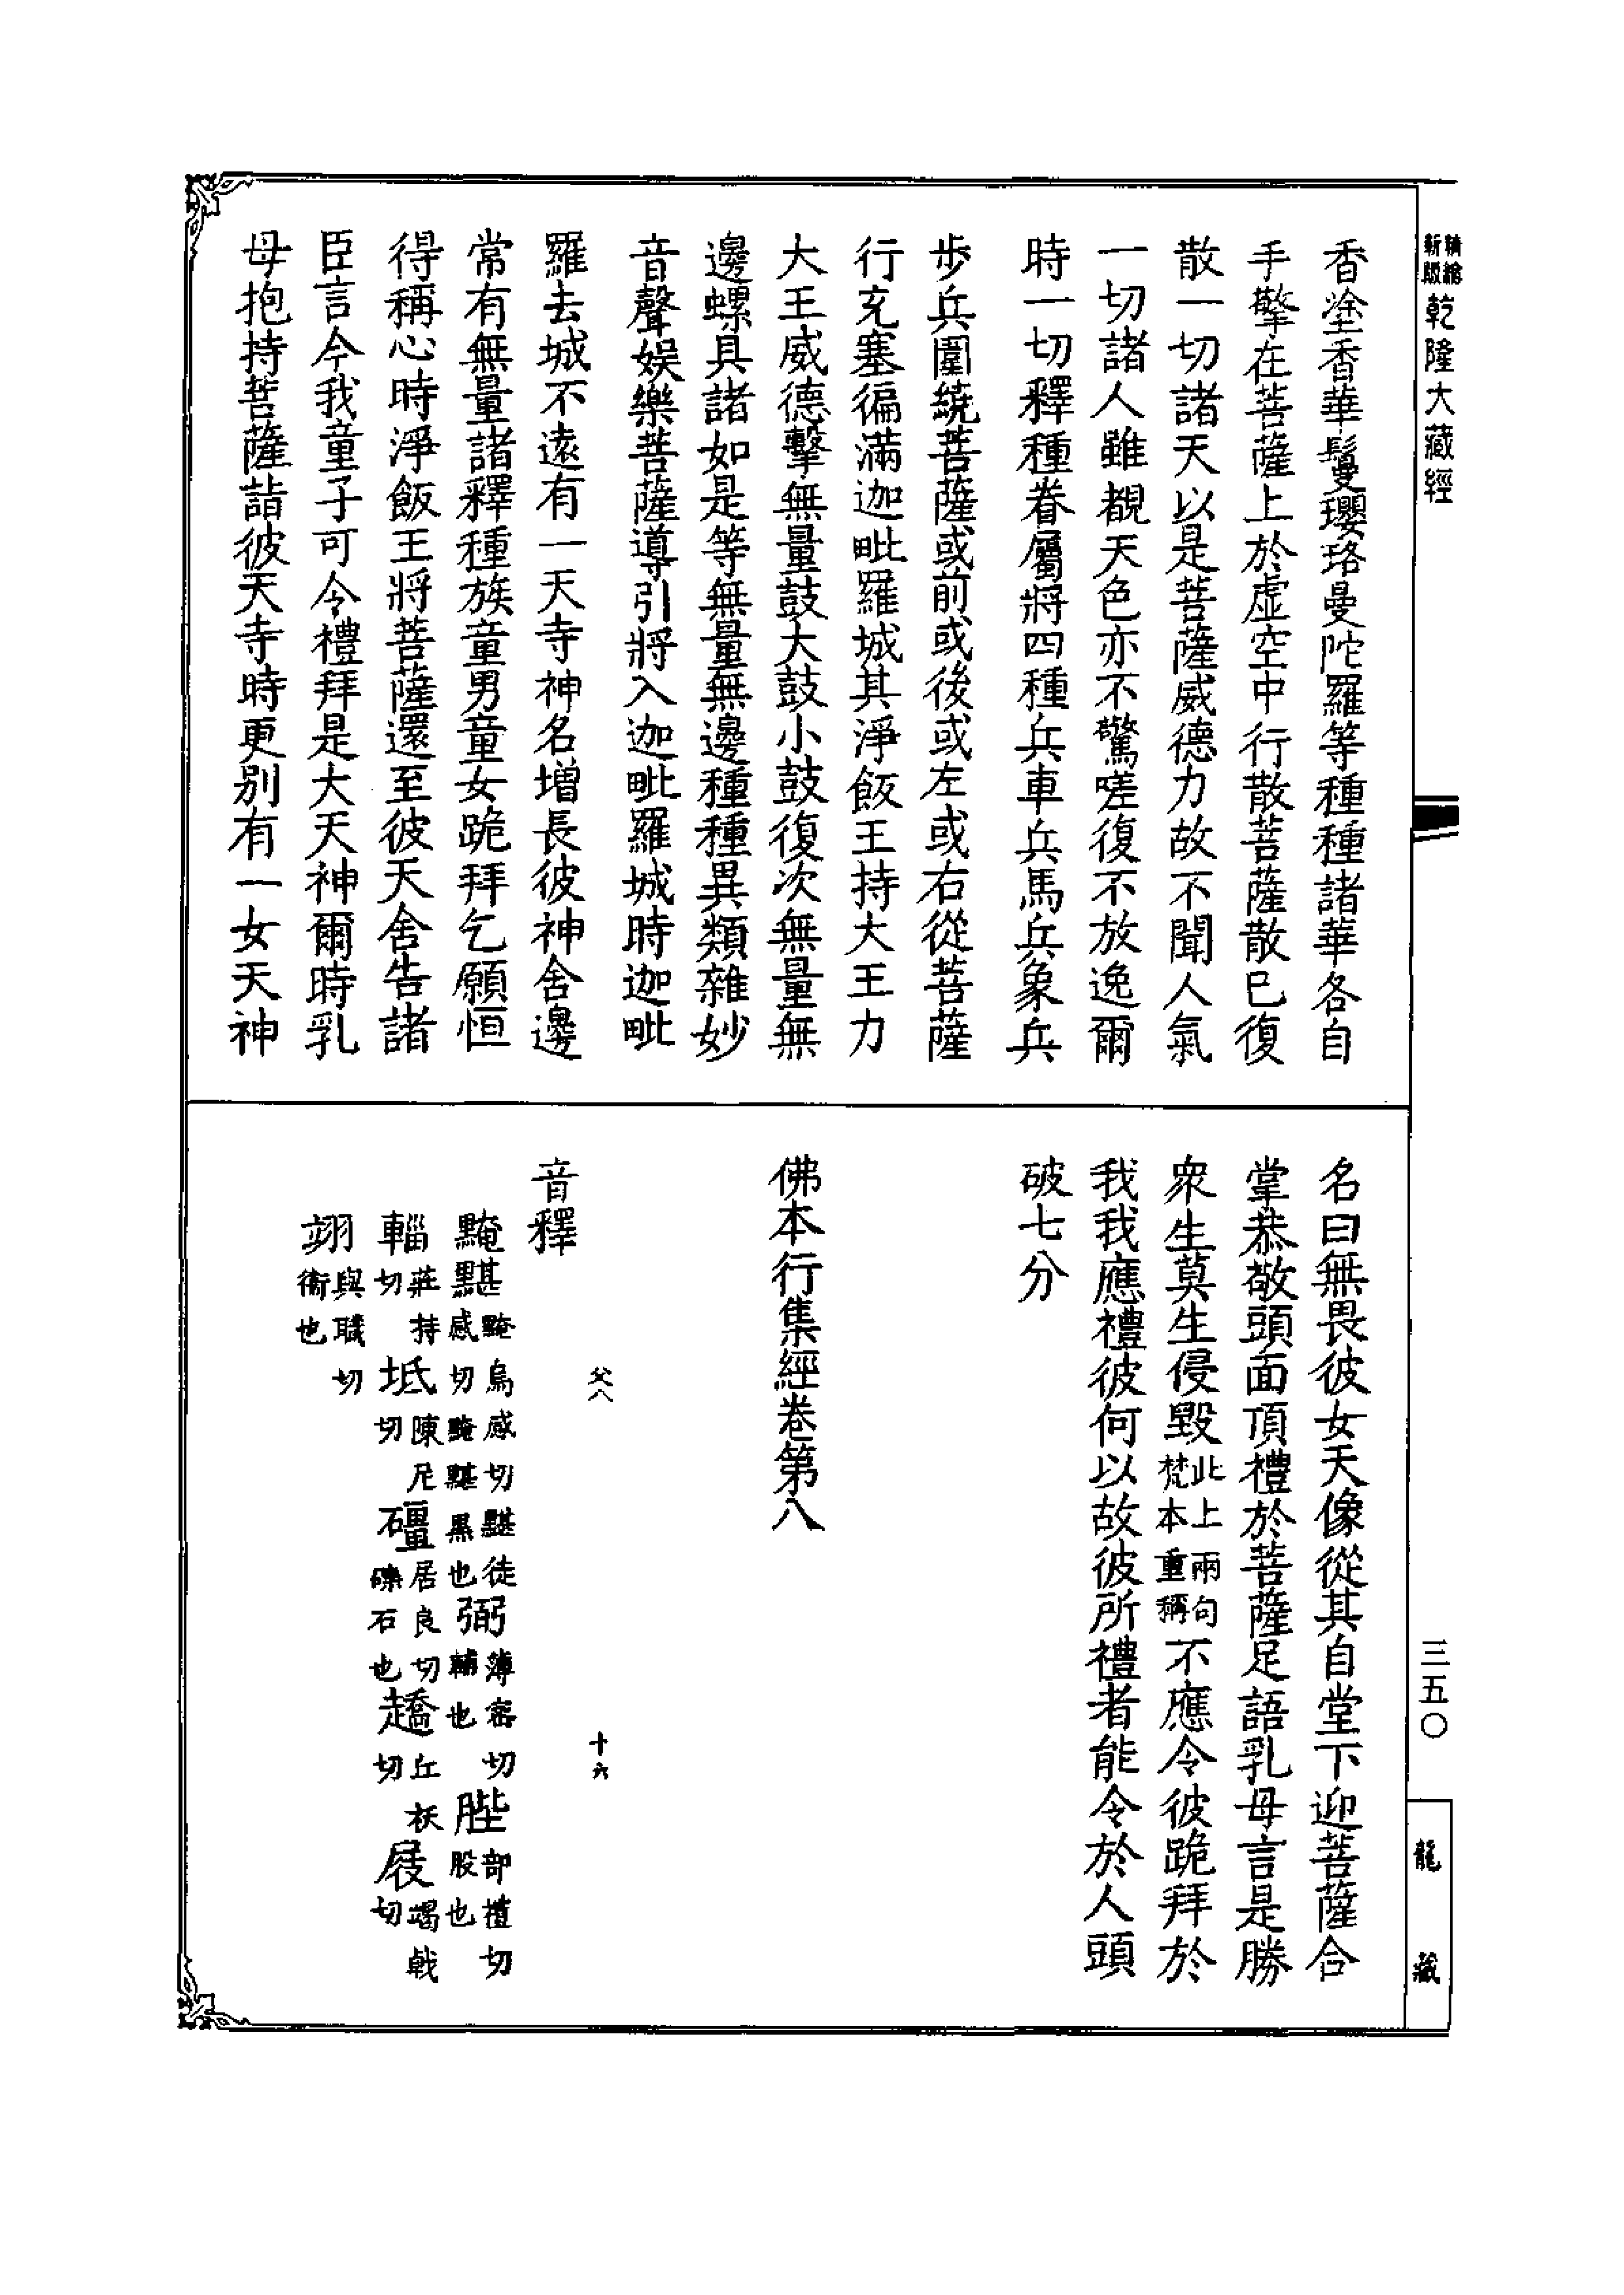 精繪新版 乾隆大藏經
三五〇
龍藏
香塗香華鬘瓔珞曼陀羅等種種諸華各自
手擎在菩薩上於虛空中行散菩薩散已復
散一切諸天以是菩薩威德力故不聞人氣
一切諸人雖覩天色亦不驚嗟復不放逸爾
時一切釋種眷屬將四種兵車兵馬兵象兵
步兵圍繞菩薩或前或後或左或右從菩薩
行充塞徧滿迦毗羅城其淨飯王持大王力
大王威德擊無量鼓大鼓小鼓復次無量無
邊螺具諸如是等無量無邊種種異類雜妙
音聲娛樂菩薩導引將入迦毗羅城時迦毗
羅去城不遠有一天寺神名增長彼神舍邊
常有無量諸釋種族童男童女跪拜乞願恒
得稱心時淨飯王將菩薩還至彼天舍告諸
臣言今我童子可令禮拜是大天神爾時乳
母抱持菩薩詣彼天寺時更別有一女天神
名曰無畏彼女天像從其自堂下迎菩薩合
掌恭敬頭面頂禮於菩薩足語乳母言是勝
衆生莫生侵毀此上兩句梵本重稱不應令彼跪拜於
我我應禮彼何以故彼所禮者能令於人頭
破七分
佛本行集經卷第八
父八 十六
音釋
黤黮黤烏感切黮徒感切黤黮黑也弼薄密切輔也䏶部禮切股也
輜莊持切坻陳尼切礓居良切礫石也趫丘袄切屐竭戟切
翊與職切衛也